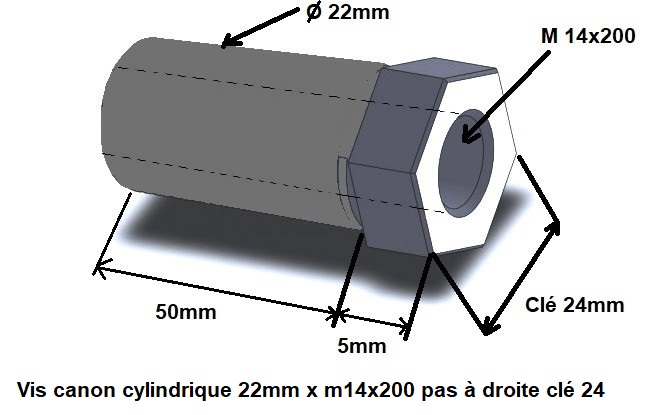 Ø 22mm
M 14x200
50mm
5mm
Clé 24mm
Vis canon cylindrique 22mm x m14x200 pas à droite clé 24